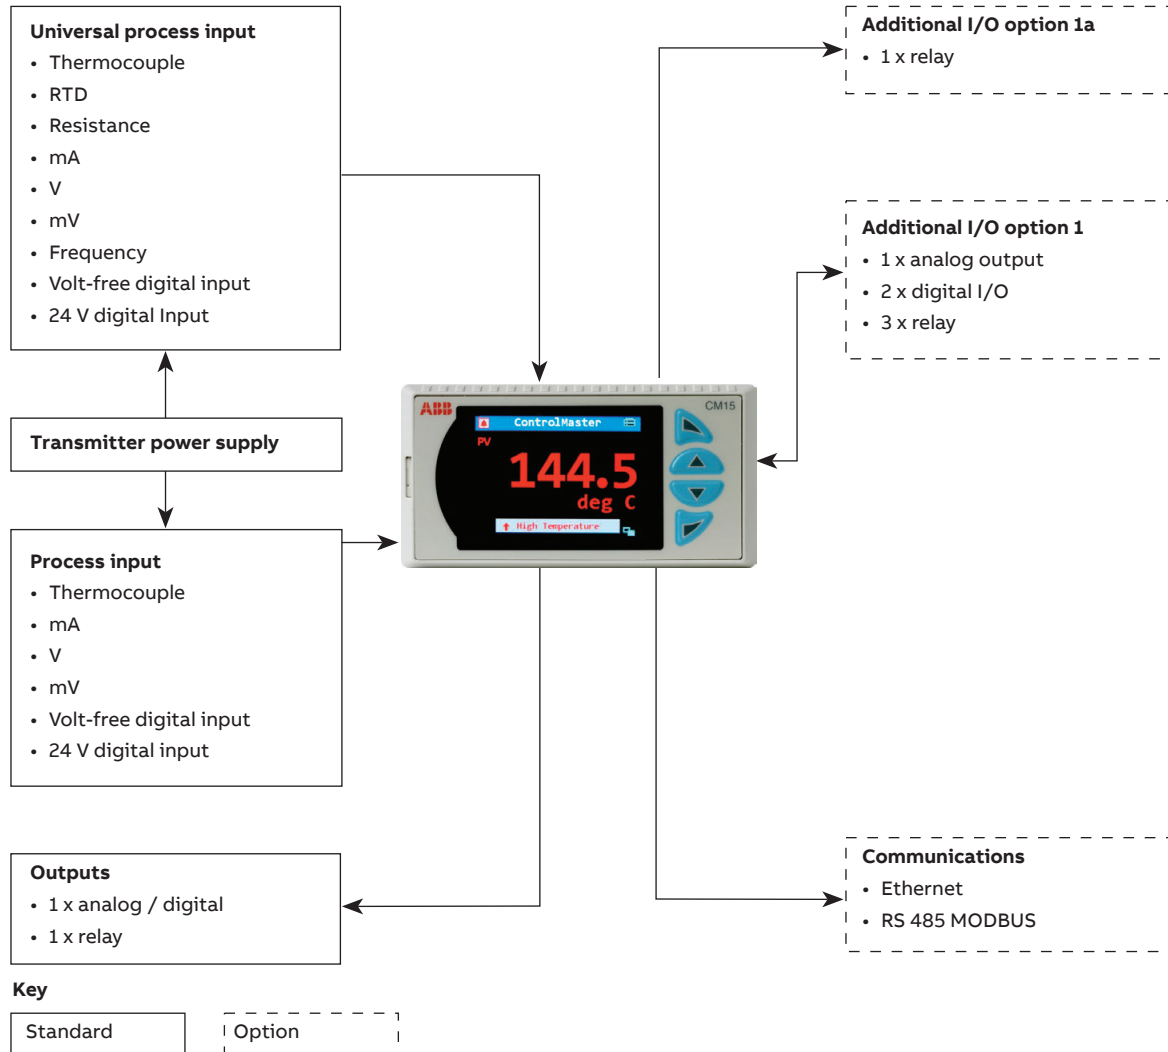 Universal process input
• Thermocouple
• RTD
• Resistance
• mA
• V
• mV
• Frequency
• Volt-free digital input
• 24 V digital Input
Transmitter power supply
Process input
• Thermocouple
• mA
• V
• mV
• Volt-free digital input
• 24 V digital input
Outputs
• 1 x analog / digital
• 1 x relay
ABB
CM15
ControlMaster
PV
144.5
deg C
High Temperature
Additional I/O option 1a
• 1 x relay
Additional I/O option 1
• 1 x analog output
• 2 x digital I/O
• 3 x relay
Communications
• Ethernet
• RS 485 MODBUS
Key
Standard
Option